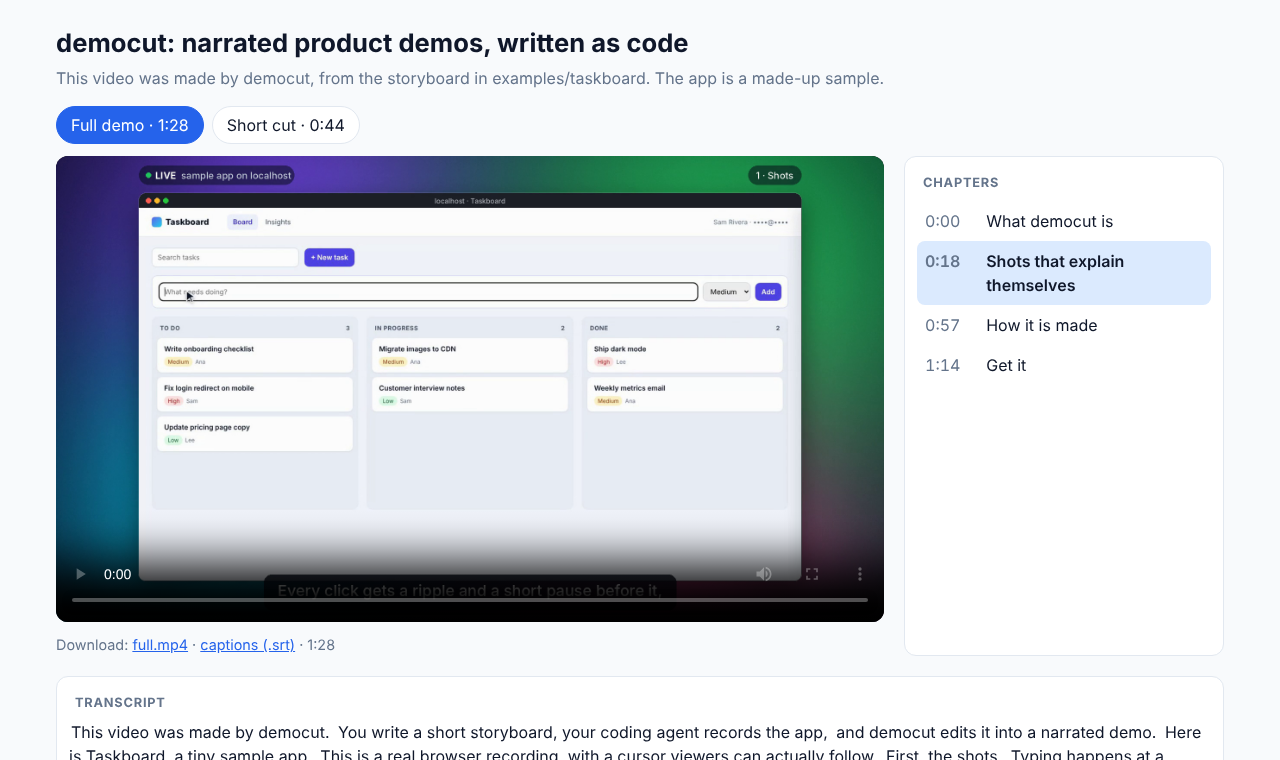 democut: narrated product demos, written as code
This video was made by democut, from the storyboard in examples/taskboard. The app is a made-up sample.
Full demo · 1:28
Short cut · 0:44
LIVE sample app on localhost
1 · Shots
localhost · Taskboard
Taskboard
Board
Insights
Sam Rivera · ••••@••••
Search tasks
+ New task
What needs doing?
Medium
Add
TO DO 3
Write onboarding checklist
Medium Ana
Fix login redirect on mobile
High Sam
Update pricing page copy
Low Lee
IN PROGRESS 2
Migrate images to CDN
Medium Ana
Customer interview notes
Low Sam
DONE 2
Ship dark mode
High Lee
Weekly metrics email
Medium Ana
Every click gets a ripple and a short pause before it,
0:00
Download: full.mp4 · captions (.srt) · 1:28
CHAPTERS
0:00 What democut is
0:18 Shots that explain
themselves
0:57 How it is made
1:14 Get it
TRANSCRIPT
This video was made by democut. You write a short storyboard, your coding agent records the app, and democut edits it into a narrated demo. Here
is Taskboard, a tiny sample app. This is a real browser recording, with a cursor viewers can actually follow. First, the shots. Typing happens at a